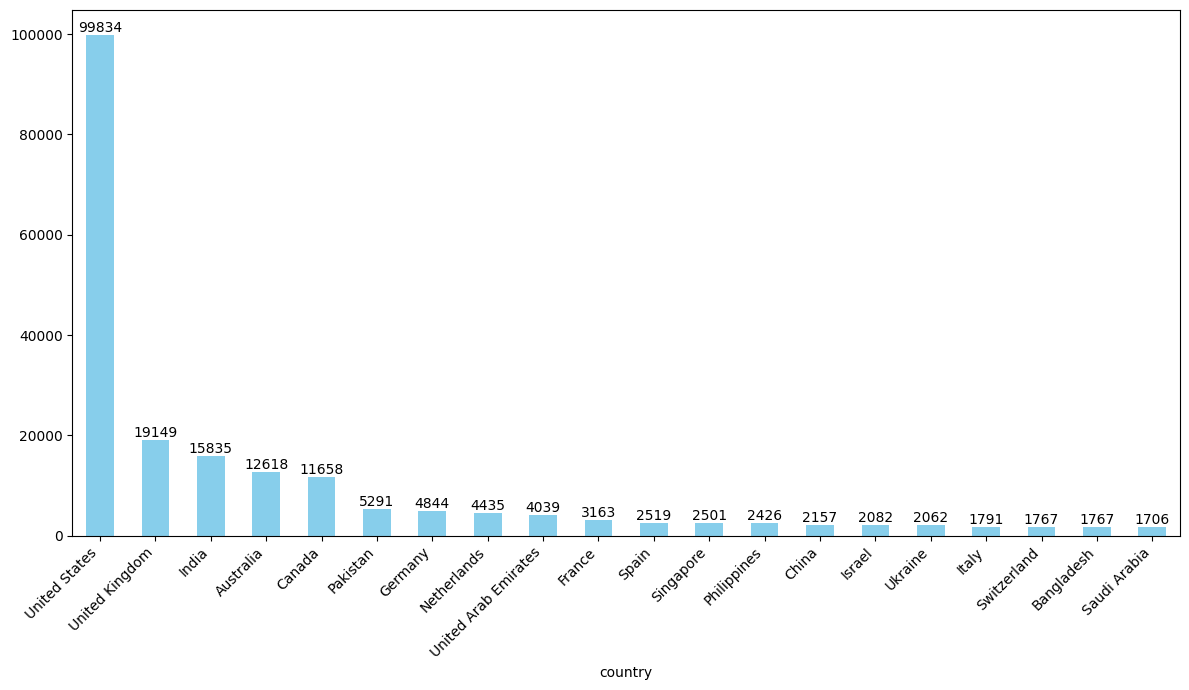 100000
80000
60000
40000
20000
0
99834
19149
15835
12618
11658
5291
4844
4435
4039
3163
2519
2501
2426
2157
2082
2062
1791
1767
1767
1706
United States
United Kingdom
India
Australia
Canada
Pakistan
Germany
Netherlands
United Arab Emirates
France
Spain
Singapore
Philippines
China
Israel
Ukraine
Italy
Switzerland
Bangladesh
Saudi Arabia
country